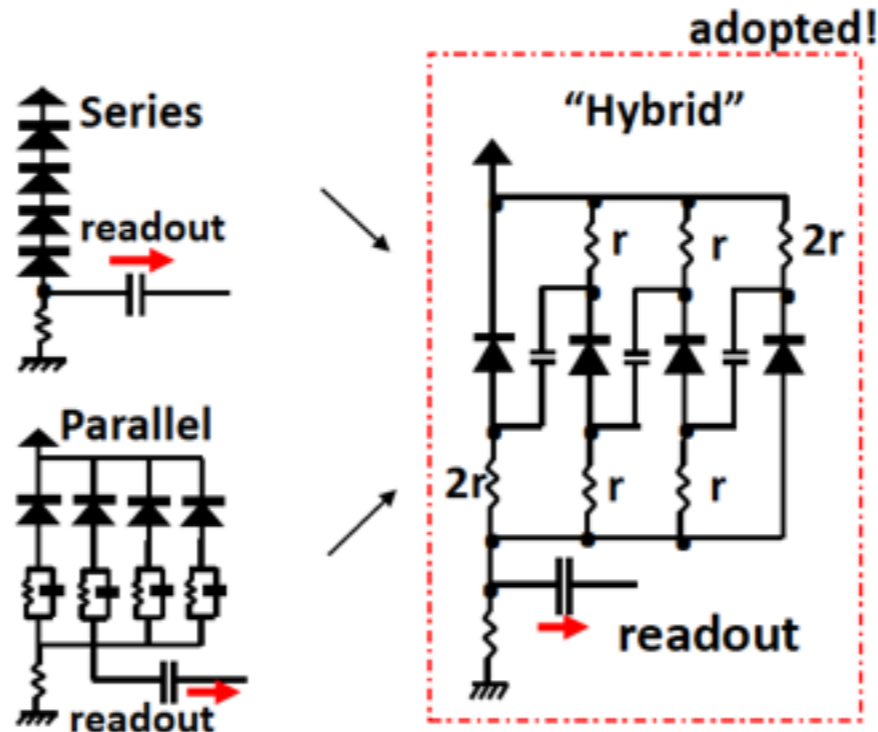 adopted!
Series
readout
Parallel
readout
“Hybrid”
r
r
2r
2r
r
r
readout